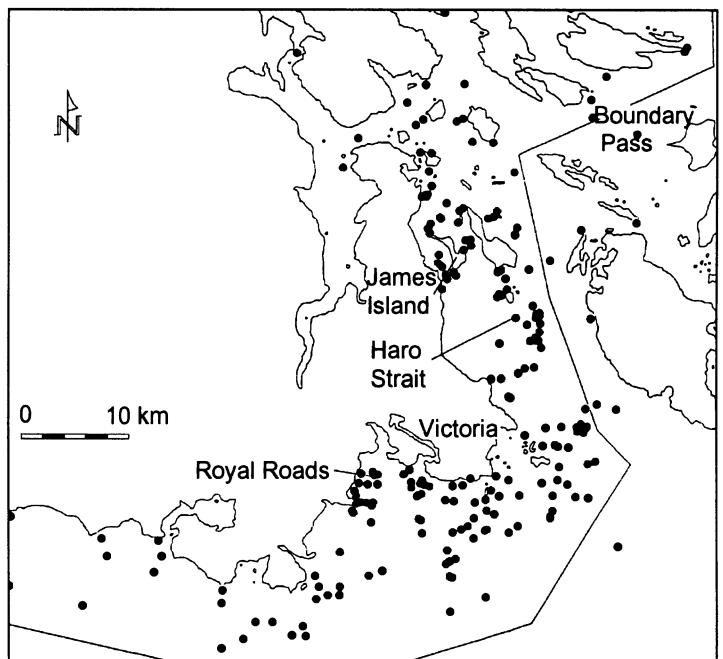 Boundary
Pass
James
Island
Haro
Strait
0 10 km
Victoria
Royal Roads
N